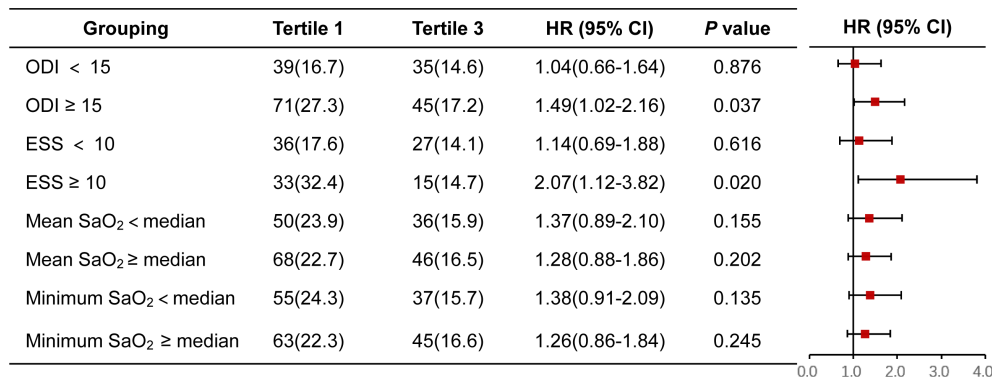 Grouping Tertile 1 Tertile 3 HR (95% CI) P value HR (95% CI)
ODI < 15 39(16.7) 35(14.6) 1.04(0.66-1.64) 0.876
ODI ≥ 15 71(27.3) 45(17.2) 1.49(1.02-2.16) 0.037
ESS < 10 36(17.6) 27(14.1) 1.14(0.69-1.88) 0.616
ESS ≥ 10 33(32.4) 15(14.7) 2.07(1.12-3.82) 0.020
Mean SaO₂ < median 50(23.9) 36(15.9) 1.37(0.89-2.10) 0.155
Mean SaO₂ ≥ median 68(22.7) 46(16.5) 1.28(0.88-1.86) 0.202
Minimum SaO₂ < median 55(24.3) 37(15.7) 1.38(0.91-2.09) 0.135
Minimum SaO₂ ≥ median 63(22.3) 45(16.6) 1.26(0.86-1.84) 0.245
0.0 1.0 2.0 3.0 4.0